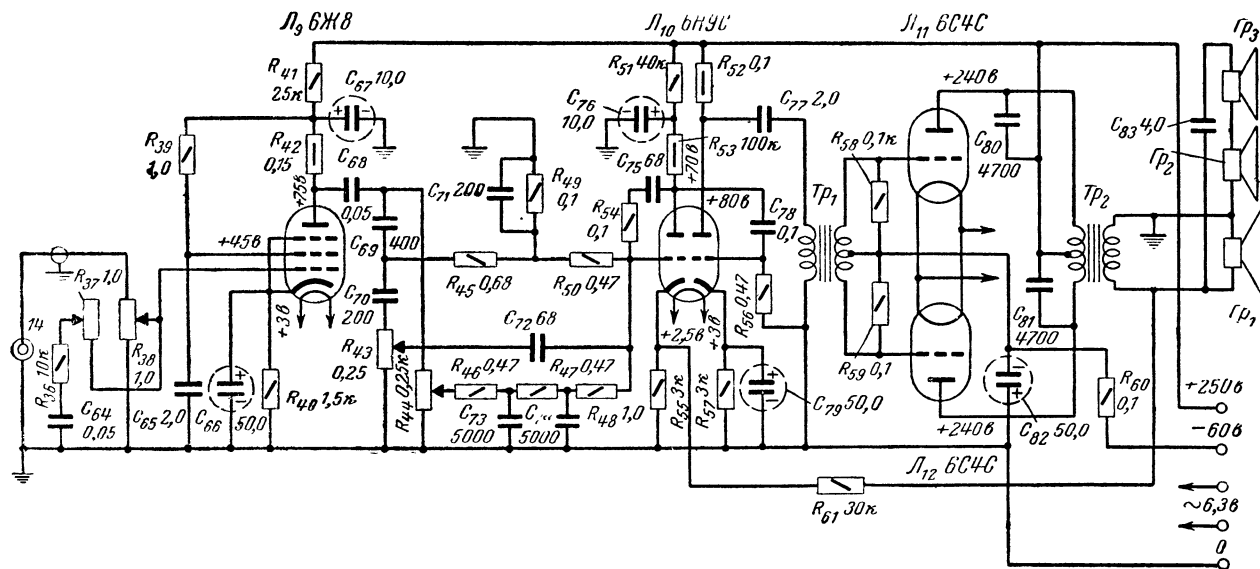 Л₉ 6Ж8
Л₁₀ 6Н9С
Л₁₁ 6С4С
Гр₃
R₄₁
25к
C₆₇ 10,0
R₅₁ 40к
R₅₂ 0,1
+240в
C₇₇ 2,0
C₇₆
10,0
R₃₉
1,0
R₄₂
0,15
C₆₈
0,05
+75в
R₅₃
100к
+70в
C₇₅ 68
R₅₈ 0,1к
C₈₀
4700
C₈₃ 4,0
Гр₂
C₇₁ 200
R₄₉
0,1
R₅₄
0,1
+80в
C₇₈
0,1
Тр₁
Тр₂
+45в
C₆₉
400
R₃₇ 1,0
R₄₅ 0,68
R₅₀ 0,47
R₅₆ 0,47
14
C₇₀
200
R₃₈
1,0
+3в
+2,5в
+3в
Гр₁
C₈₁
4700
R₃₆ 10к
R₄₃
0,25
C₇₂ 68
R₄₄ 0,25к
R₄₆ 0,47
R₄₇ 0,47
R₅₉ 0,1
R₆₀
0,1
+250в
C₆₄
0,05
C₆₅ 2,0
C₆₆
50,0
R₄₀ 1,5к
C₇₃
5000
5000
R₄₈ 1,0
R₅₅ 3к
R₅₇ 3к
C₇₉ 50,0
+240в
C₈₂ 50,0
-60в
Л₁₂ 6С4С
R₆₁ 30к
~6,3в
0